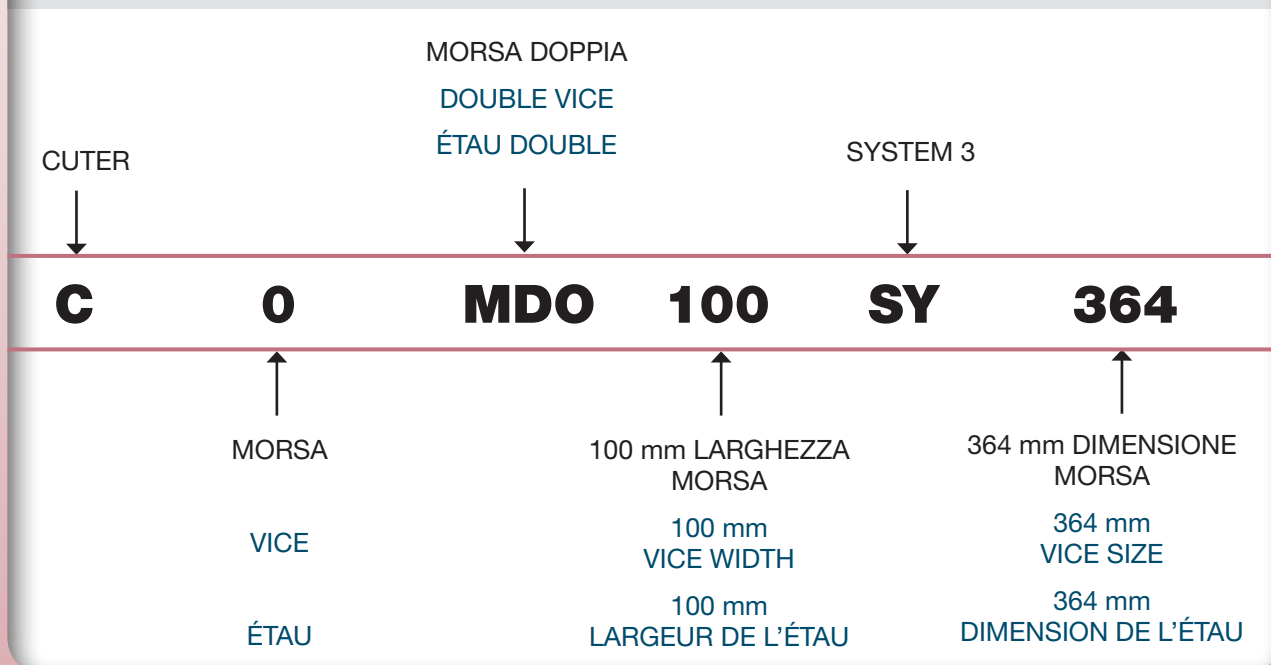 MORSA DOPPIA
DOUBLE VICE
ÉTAU DOUBLE
CUTER
SYSTEM 3
C 0 MDO 100 SY 364
MORSA
VICE
ÉTAU
100 mm LARGHEZZA
MORSA
100 mm
VICE WIDTH
100 mm
LARGEUR DE L’ÉTAU
364 mm DIMENSIONE
MORSA
364 mm
VICE SIZE
364 mm
DIMENSION DE L’ÉTAU